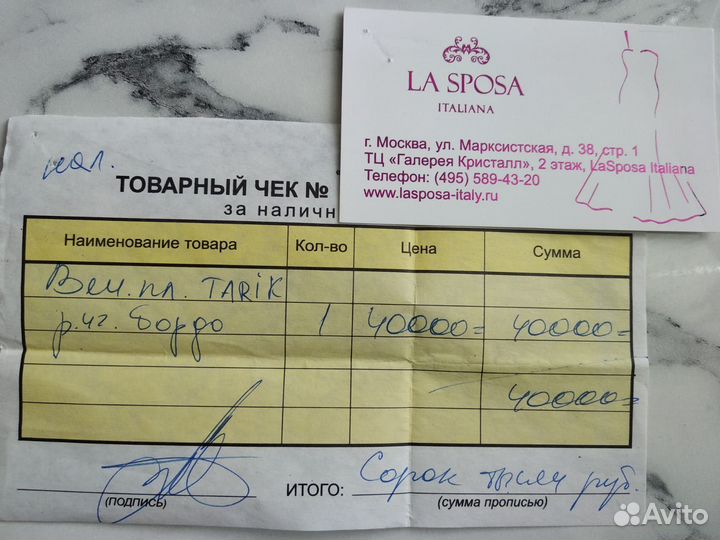 LA SPOSA
ITALIANA
г. Москва, ул. Марксистская, д. 38, стр. 1
ТЦ «Галерея Кристалл», 2 этаж, LaSposa Italiana
Телефон: (495) 589-43-20
www.lasposa-italy.ru
нал.
ТОВАРНЫЙ ЧЕК №
за наличн
Наименование товара Кол-во Цена Сумма
Веч. пл. TARIK
р. 42. Бордо 1 40000= 40000=
40000=
ИТОГО: Сорок тысяч руб.
(подпись) (сумма прописью)
Avito